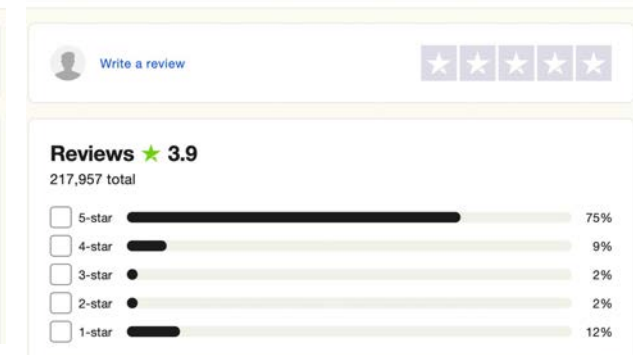 Write a review
Reviews ★ 3.9
217,957 total
5-star 75%
4-star 9%
3-star 2%
2-star 2%
1-star 12%